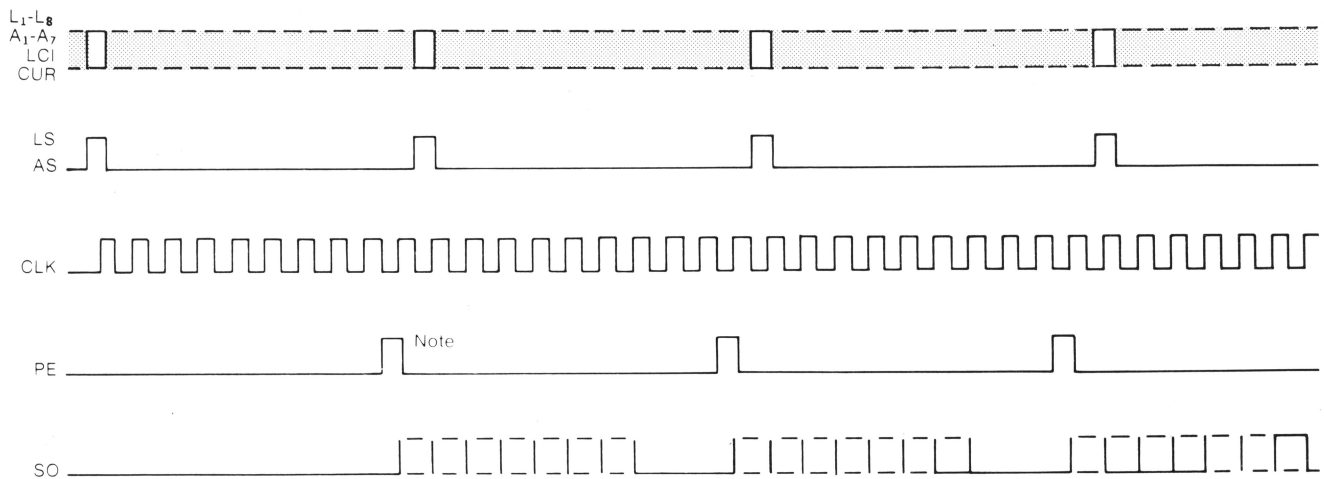 L₁-L₈
A₁-A₇
LCI
CUR
LS
AS
CLK
PE
Note
SO